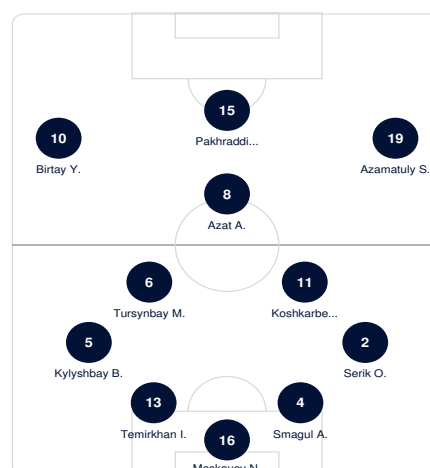 15
10
19
Pakhraddi...
Birtay Y.
Azamatuly S.
8
Azat A.
6
11
Tursynbay M.
Koshkarbe...
5
2
Kylyshbay B.
Serik O.
13
4
Temirkhan I.
Smagul A.
16